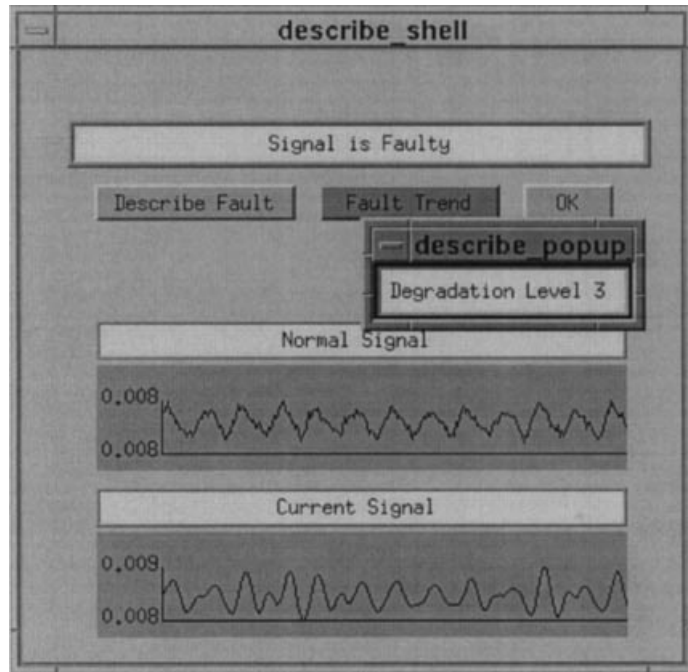 describe_shell
Signal is Faulty
Describe Fault Fault Trend OK
describe_popup
Degradation Level 3
Normal Signal
0.008
0.008
Current Signal
0.009
0.008